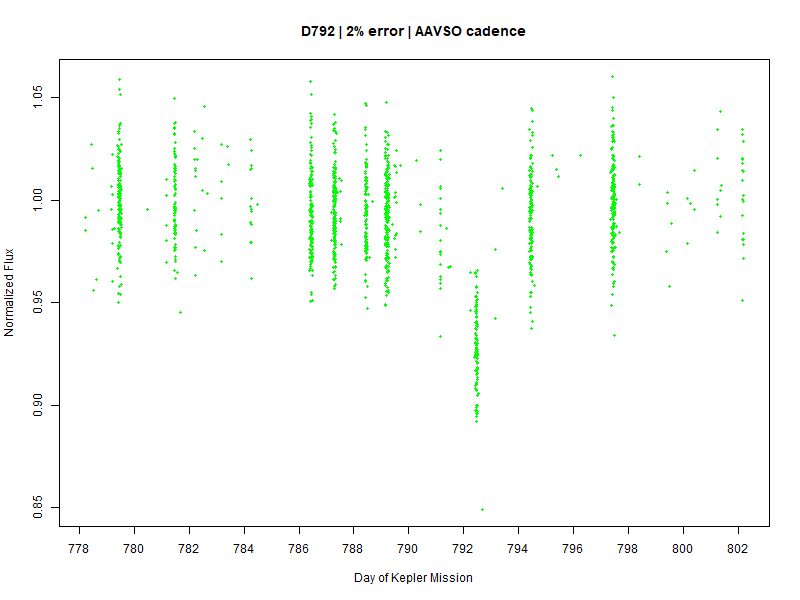 D792 | 2% error | AAVSO cadence
Normalized Flux
1.05
1.00
0.95
0.90
0.85
778 780 782 784 786 788 790 792 794 796 798 800 802
Day of Kepler Mission